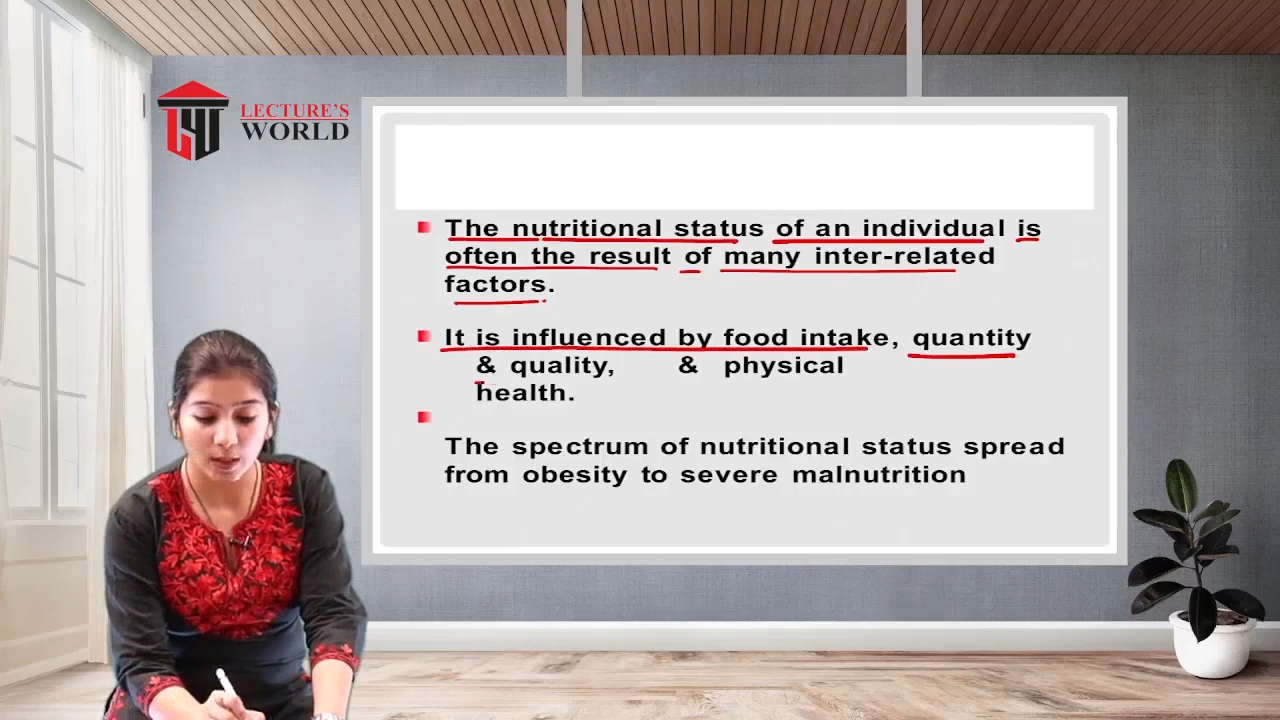 LECTURE'S
WORLD
The nutritional status of an individual is
often the result of many inter-related
factors.
It is influenced by food intake, quantity
& quality, & physical
health.
The spectrum of nutritional status spread
from obesity to severe malnutrition